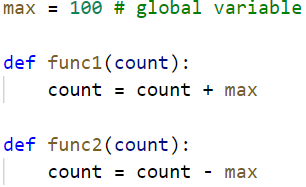 max = 100 # global variable
def func1(count):
    count = count + max
def func2(count):
    count = count - max